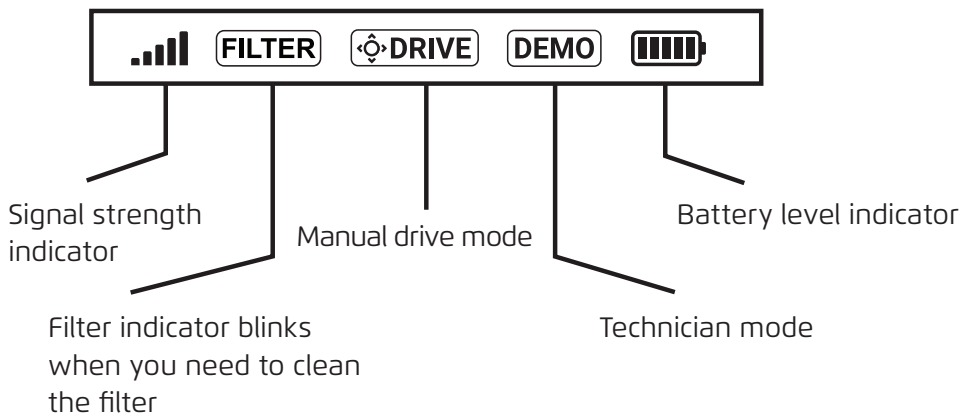 FILTER DRIVE DEMO
Signal strength
indicator
Manual drive mode
Battery level indicator
Filter indicator blinks
when you need to clean
the filter
Technician mode